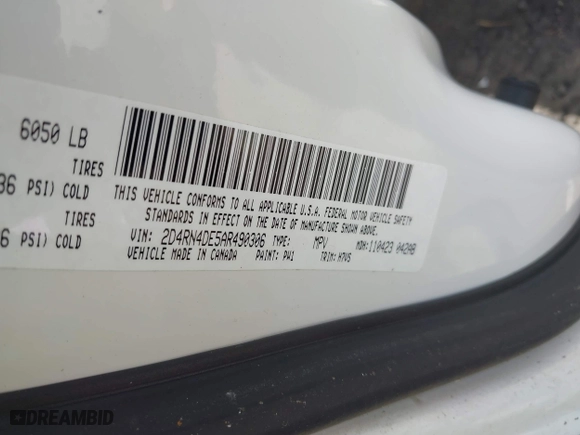 6050 LB
TIRES
36 PSI) COLD
TIRES
6 PSI) COLD
THIS VEHICLE CONFORMS TO ALL APPLICABLE U.S.A. FEDERAL MOTOR VEHICLE SAFETY
STANDARDS IN EFFECT ON THE DATE OF MANUFACTURE SHOWN ABOVE.
VIN: 2D4RN4DE5AR490306 TYPE: MPV MDH: 110423 042AB
VEHICLE MADE IN CANADA PAINT: PW1 TRIM: H7VS
DREAMBID